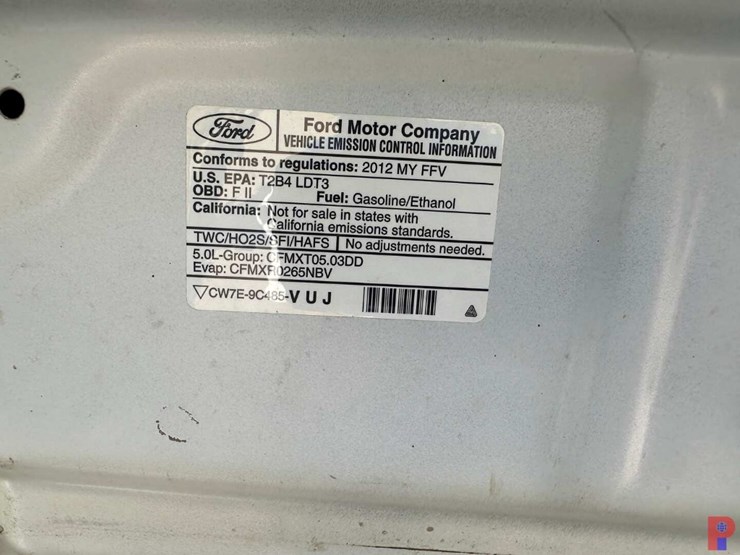 Ford
Ford Motor Company
VEHICLE EMISSION CONTROL INFORMATION
Conforms to regulations: 2012 MY FFV
U.S. EPA: T2B4 LDT3
OBD: F II Fuel: Gasoline/Ethanol
California: Not for sale in states with
California emissions standards.
TWC/HO2S/SFI/HAFS No adjustments needed.
5.0L-Group: CFMXT05.03DD
Evap: CFMXR0265NBV
CW7E-9C485-V U J